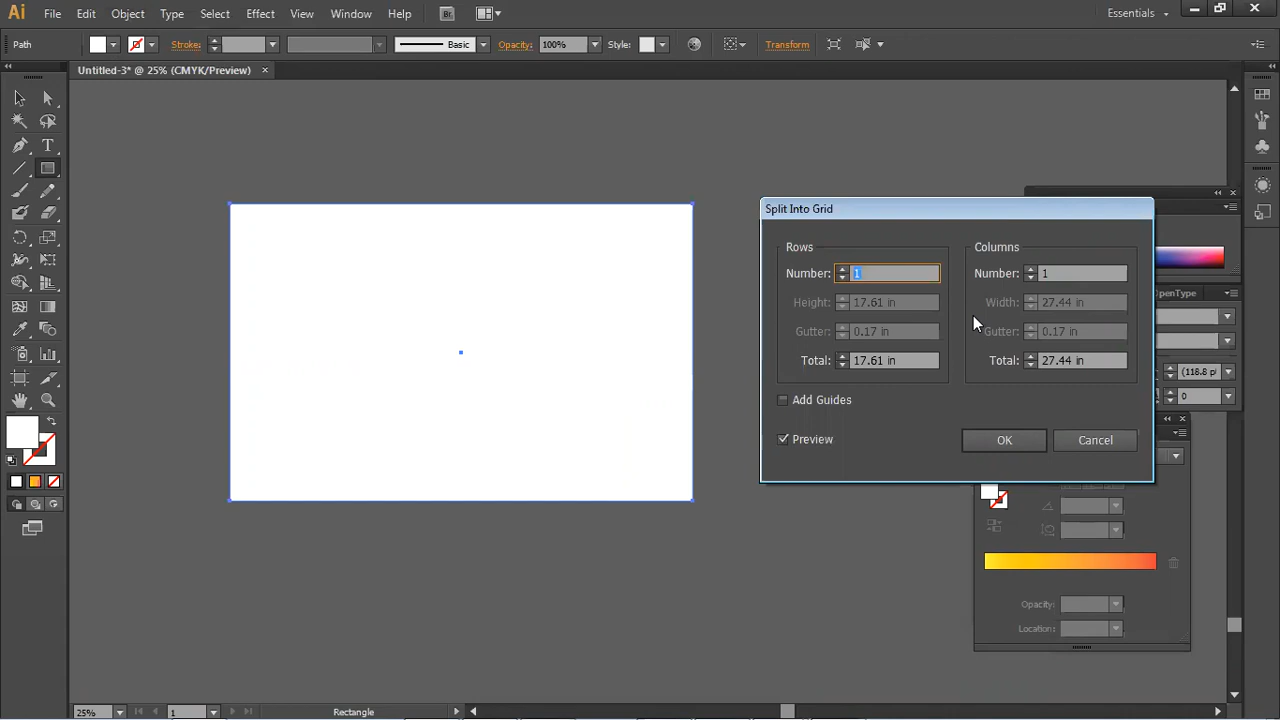 Ai File Edit Object Type Select Effect View Window Help Br Essentials
Path Stroke: Basic Opacity: 100% Style: Transform
Untitled-3* @ 25% (CMYK/Preview) ×
Split Into Grid
Rows Columns
Number: 1 Number: 1
Height: 17.61 in Width: 27.44 in
OpenType
Gutter: 0.17 in Gutter: 0.17 in
Total: 17.61 in Total: 27.44 in
(118.8 pt
Add Guides 0
Preview OK Cancel
Opacity:
Location:
25% 1 Rectangle